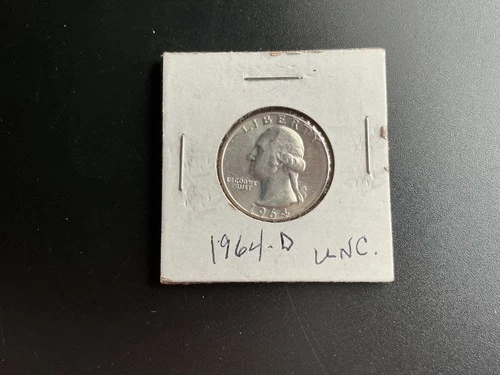 LIBERTY
IN GOD WE
TRUST
1964
1964-D UNC.